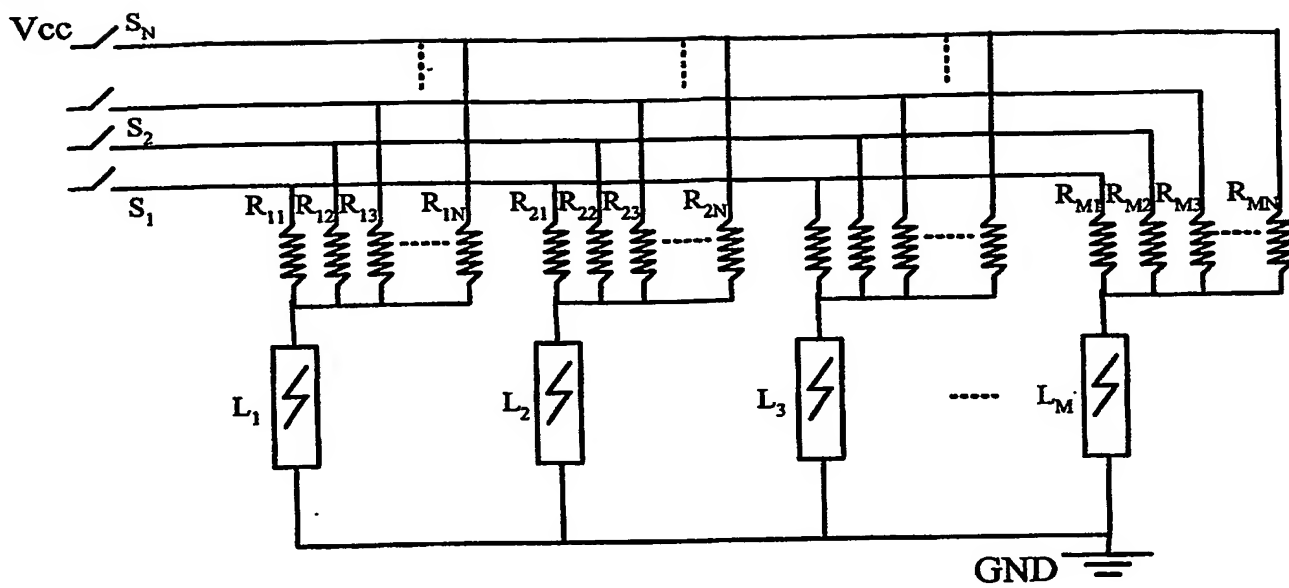 Vcc S_N
S_2
S_1
R_11 R_12 R_13 R_1N R_21 R_22 R_23 R_2N R_M1 R_M2 R_M3 R_MN
L_1 L_2 L_3 L_M
GND